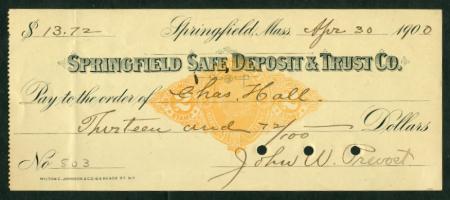 $ 13.72 Springfield, Mass. Apr 30 1900
SPRINGFIELD SAFE DEPOSIT & TRUST CO.
Pay to the order of Chas. Hall.
Thirteen and 72/100 Dollars
No. 803 John W. Prevost